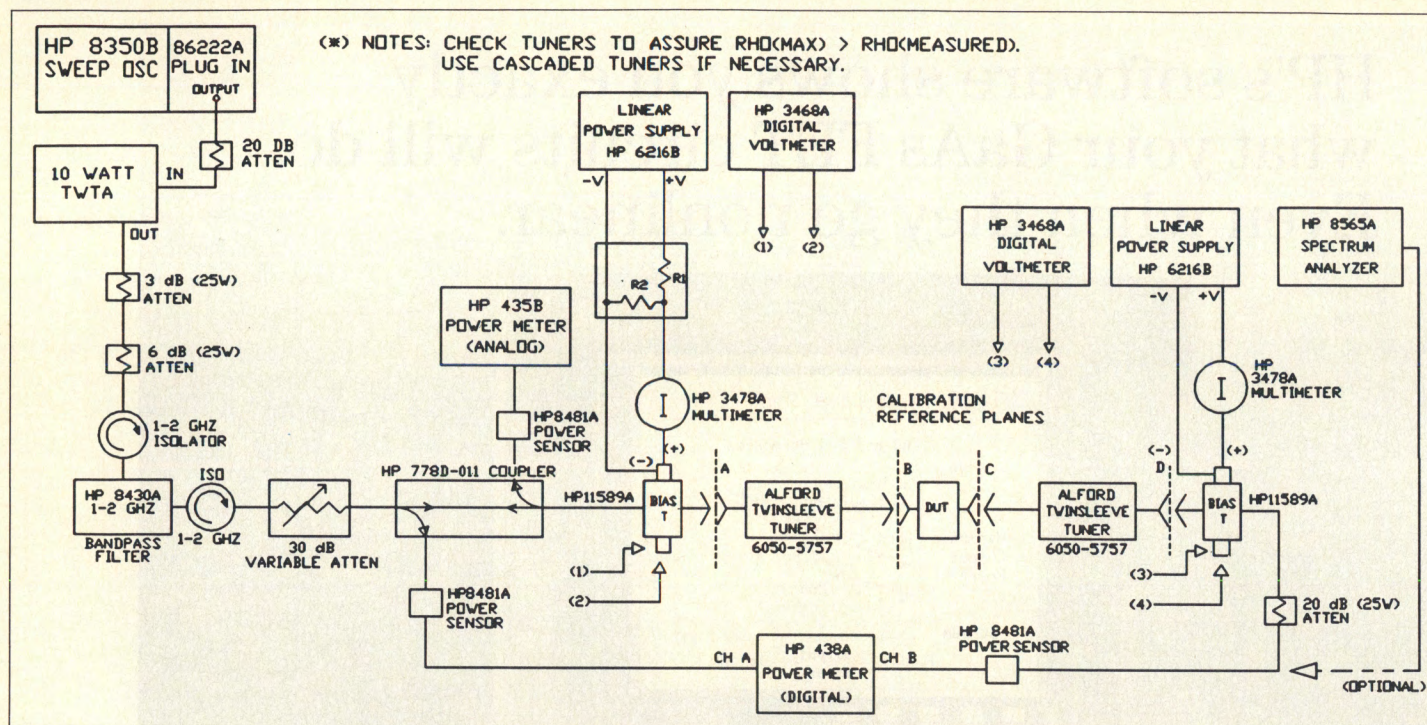 HP 8350B
SWEEP OSC
86222A
PLUG IN
OUTPUT
(*) NOTES: CHECK TUNERS TO ASSURE RHO(MAX) > RHO(MEASURED).
USE CASCADED TUNERS IF NECESSARY.
20 DB
ATTEN
10 WATT
TWTA
IN
OUT
3 dB (25W)
ATTEN
6 dB (25W)
ATTEN
1-2 GHZ
ISOLATOR
HP 8430A
1-2 GHZ
BANDPASS
FILTER
ISO
1-2 GHZ
30 dB
VARIABLE ATTEN
LINEAR
POWER SUPPLY
HP 6216B
-V
+V
R2
R1
HP 3468A
DIGITAL
VOLTMETER
(1)
(2)
HP 435B
POWER METER
(ANALOG)
HP8481A
POWER
SENSOR
I
HP 3478A
MULTIMETER
(-)
(+)
HP 778D-011 COUPLER
HP11589A
BIAS
T
(1)
(2)
HP8481A
POWER
SENSOR
A
ALFORD
TWINSLEEVE
TUNER
6050-5757
CALIBRATION
REFERENCE PLANES
B
C
DUT
HP 3468A
DIGITAL
VOLTMETER
(3)
(4)
LINEAR
POWER SUPPLY
HP 6216B
-V
+V
HP 8565A
SPECTRUM
ANALYZER
I
HP
3478A
MULTIMETER
(-)
(+)
D
ALFORD
TWINSLEEVE
TUNER
6050-5757
BIAS
T
HP11589A
(3)
(4)
20 dB (25W)
ATTEN
CH A
HP 438A
POWER METER
(DIGITAL)
CH B
HP 8481A
POWER SENSOR
(OPTIONAL)